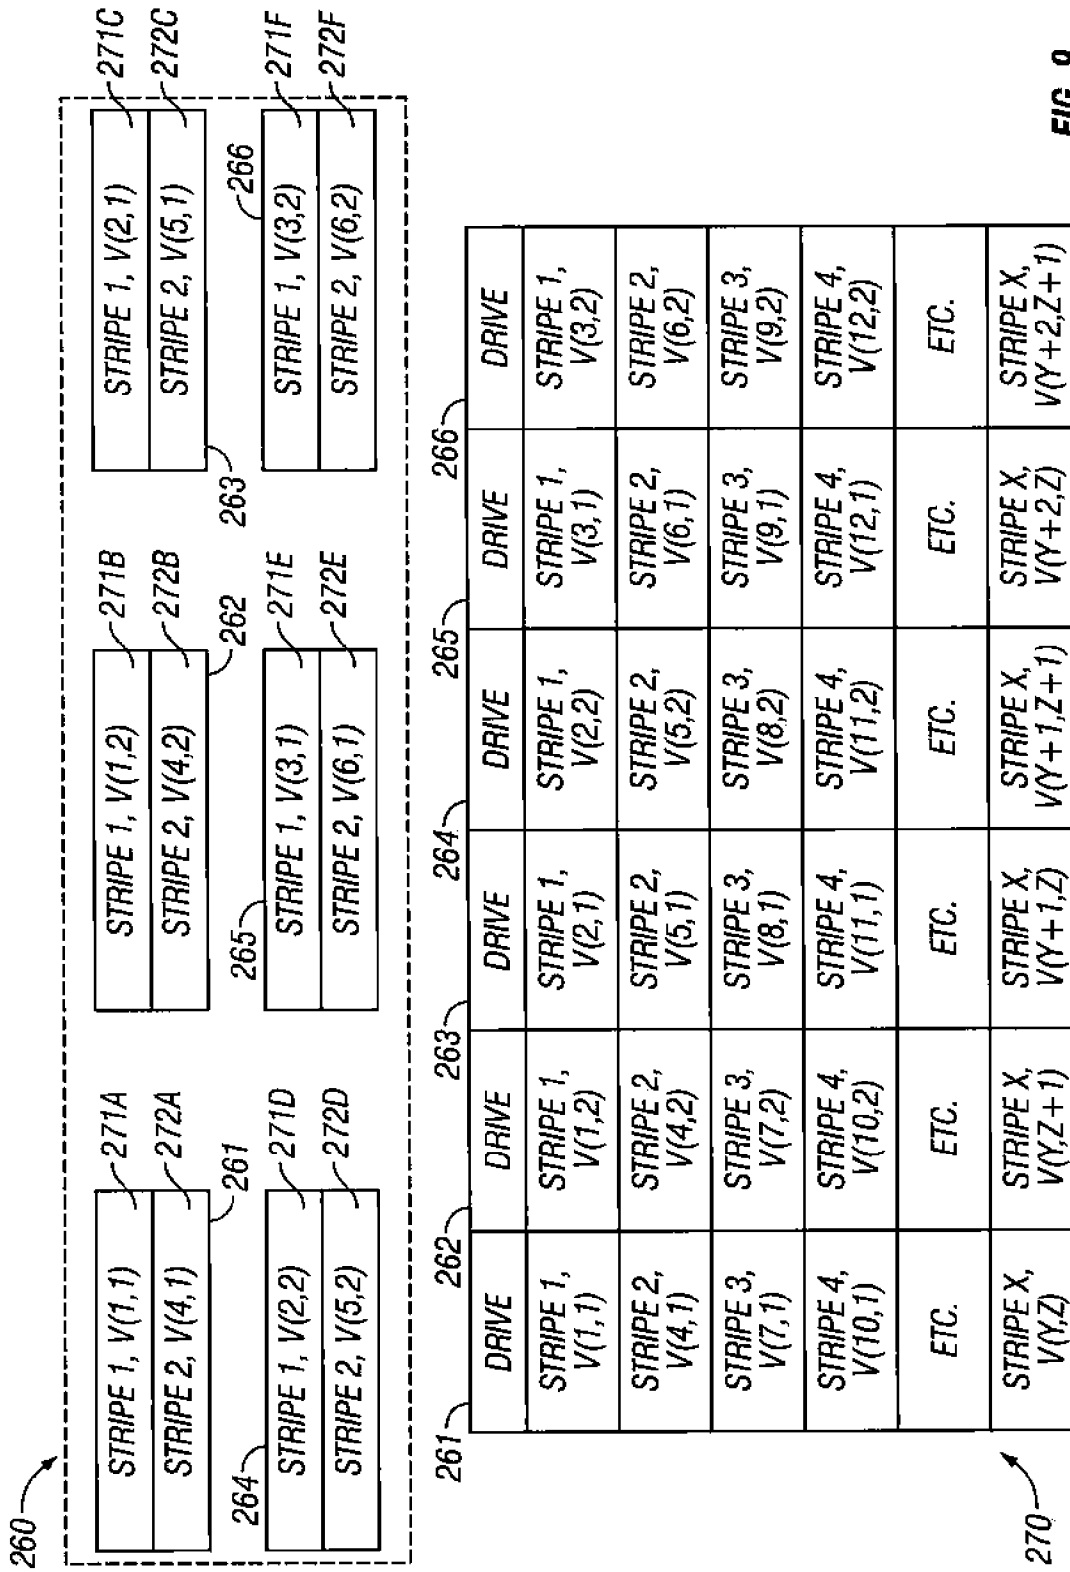 260
STRIPE 1, V(1,1) 271A
STRIPE 2, V(4,1) 272A
261
STRIPE 1, V(1,2) 271B
STRIPE 2, V(4,2) 272B
262
STRIPE 1, V(2,1) 271C
STRIPE 2, V(5,1) 272C
263
264
STRIPE 1, V(2,2) 271D
STRIPE 2, V(5,2) 272D
265
STRIPE 1, V(3,1) 271E
STRIPE 2, V(6,1) 272E
266
STRIPE 1, V(3,2) 271F
STRIPE 2, V(6,2) 272F
261 262 263 264 265 266
DRIVE DRIVE DRIVE DRIVE DRIVE DRIVE
STRIPE 1, STRIPE 1, STRIPE 1, STRIPE 1, STRIPE 1, STRIPE 1,
V(1,1) V(1,2) V(2,1) V(2,2) V(3,1) V(3,2)
STRIPE 2, STRIPE 2, STRIPE 2, STRIPE 2, STRIPE 2, STRIPE 2,
V(4,1) V(4,2) V(5,1) V(5,2) V(6,1) V(6,2)
STRIPE 3, STRIPE 3, STRIPE 3, STRIPE 3, STRIPE 3, STRIPE 3,
V(7,1) V(7,2) V(8,1) V(8,2) V(9,1) V(9,2)
STRIPE 4, STRIPE 4, STRIPE 4, STRIPE 4, STRIPE 4, STRIPE 4,
V(10,1) V(10,2) V(11,1) V(11,2) V(12,1) V(12,2)
ETC. ETC. ETC. ETC. ETC. ETC.
STRIPE X, STRIPE X, STRIPE X, STRIPE X, STRIPE X, STRIPE X,
V(Y,Z) V(Y,Z+1) V(Y+1,Z) V(Y+1,Z+1) V(Y+2,Z) V(Y+2,Z+1)
270
FIG.